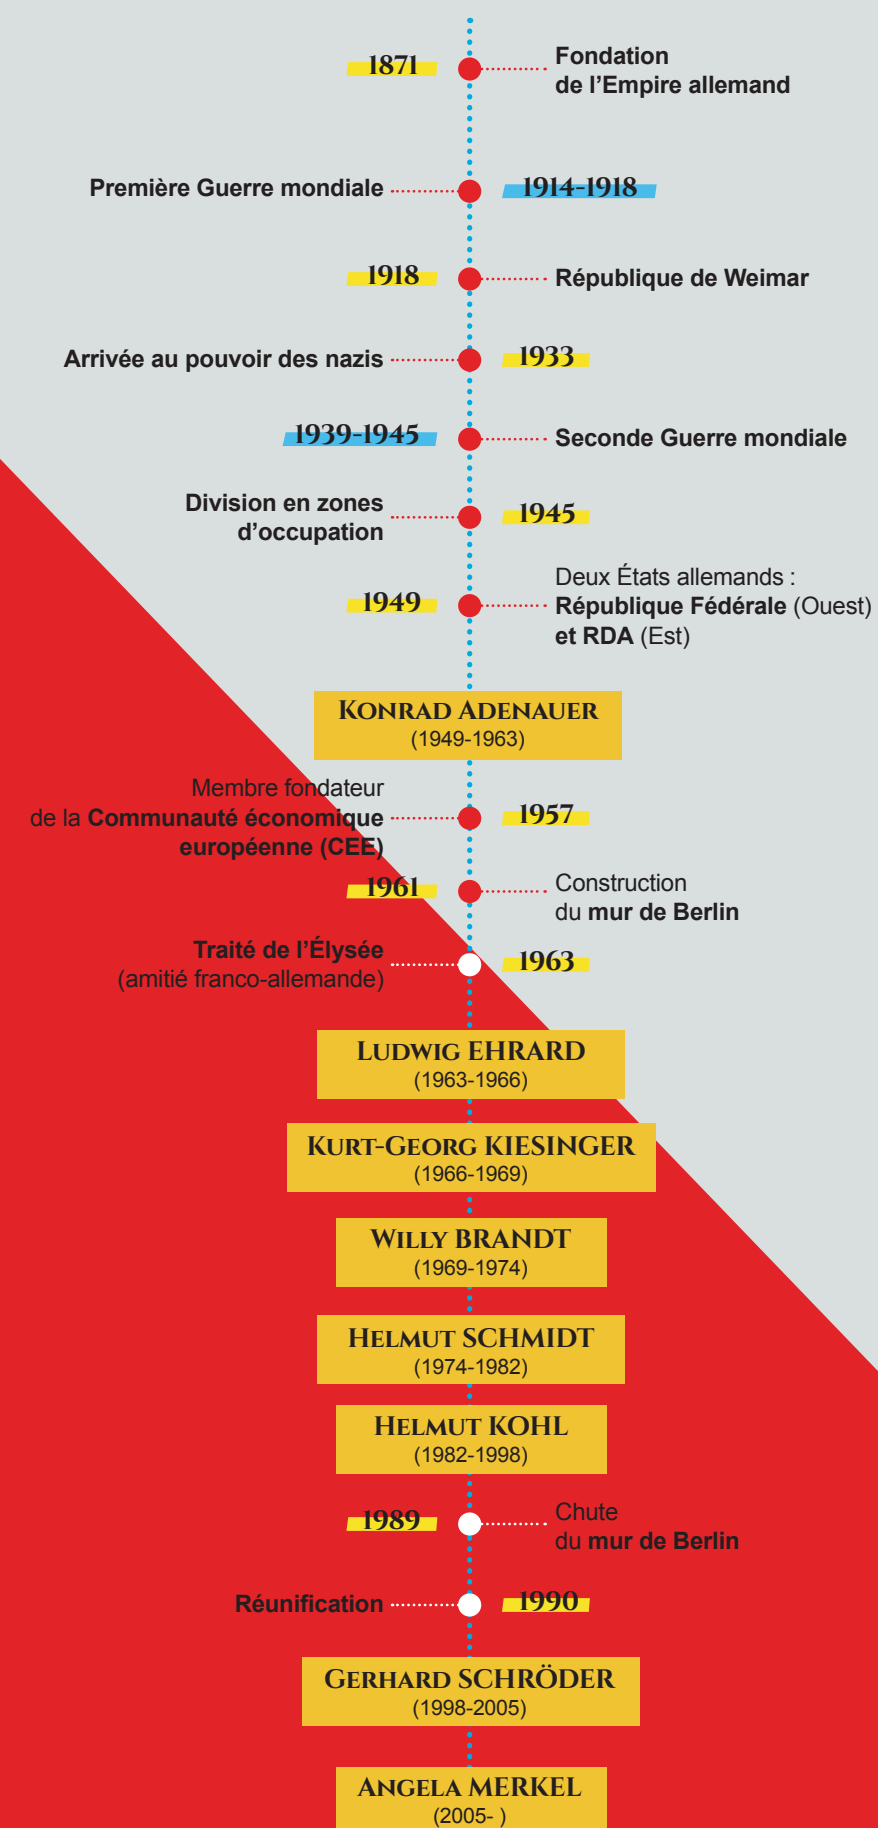 1871
Fondation
de l’Empire allemand
Première Guerre mondiale
1914-1918
1918
République de Weimar
Arrivée au pouvoir des nazis
1933
1939-1945
Seconde Guerre mondiale
Division en zones
d’occupation
1945
1949
Deux États allemands :
République Fédérale (Ouest)
et RDA (Est)
Konrad Adenauer
(1949-1963)
Membre fondateur
de la Communauté économique
européenne (CEE)
1957
1961
Construction
du mur de Berlin
Traité de l’Élysée
(amitié franco-allemande)
1963
Ludwig EHRARD
(1963-1966)
Kurt-Georg KIESINGER
(1966-1969)
Willy BRANDT
(1969-1974)
Helmut SCHMIDT
(1974-1982)
Helmut KOHL
(1982-1998)
1989
Chute
du mur de Berlin
Réunification
1990
Gerhard SCHRÖDER
(1998-2005)
Angela MERKEL
(2005- )